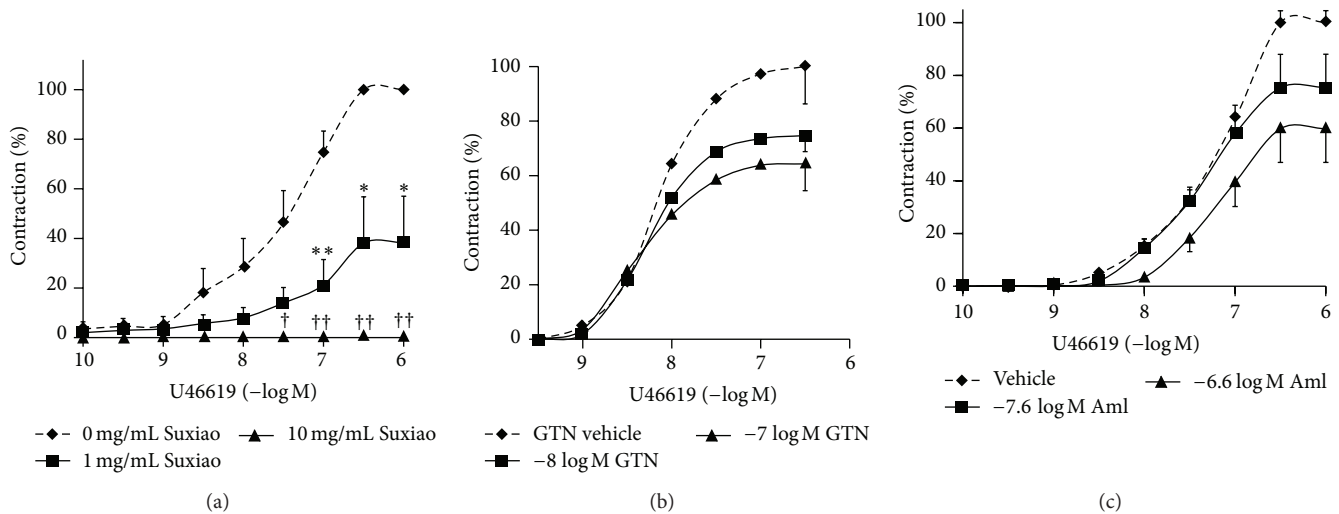 Contraction (%)
100
80
60
40
20
0
* *
**
† †† †† ††
10 9 8 7 6
U46619 (−log M)
0 mg/mL Suxiao 10 mg/mL Suxiao
1 mg/mL Suxiao
(a)
Contraction (%)
100
80
60
40
20
0
9 8 7 6
U46619 (−log M)
GTN vehicle −7 log M GTN
−8 log M GTN
(b)
Contraction (%)
100
80
60
40
20
0
10 9 8 7 6
U46619 (−log M)
Vehicle −6.6 log M Aml
−7.6 log M Aml
(c)